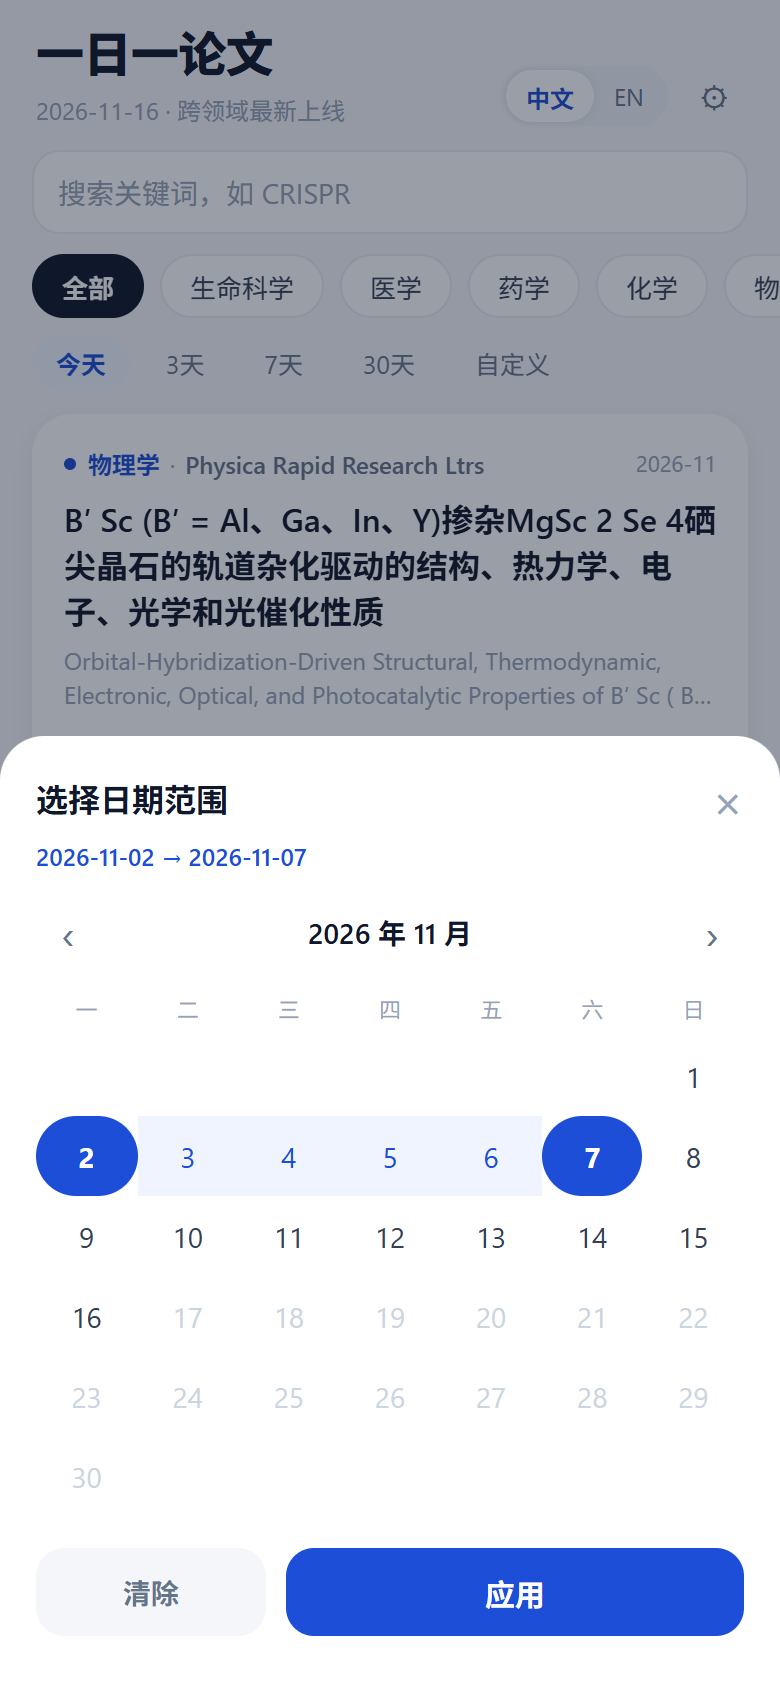 一日一论文
2026-11-16 · 跨领域最新上线
中文 EN
搜索关键词，如 CRISPR
全部 生命科学 医学 药学 化学 物
今天 3天 7天 30天 自定义
物理学 · Physica Rapid Research Ltrs 2026-11
B′ Sc (B′ = Al、Ga、In、Y)掺杂MgSc 2 Se 4硒
尖晶石的轨道杂化驱动的结构、热力学、电
子、光学和光催化性质
Orbital-Hybridization-Driven Structural, Thermodynamic,
Electronic, Optical, and Photocatalytic Properties of B′ Sc ( B...
选择日期范围 ×
2026-11-02 → 2026-11-07
‹ 2026 年 11 月 ›
一 二 三 四 五 六 日
1
2 3 4 5 6 7 8
9 10 11 12 13 14 15
16 17 18 19 20 21 22
23 24 25 26 27 28 29
30
清除 应用